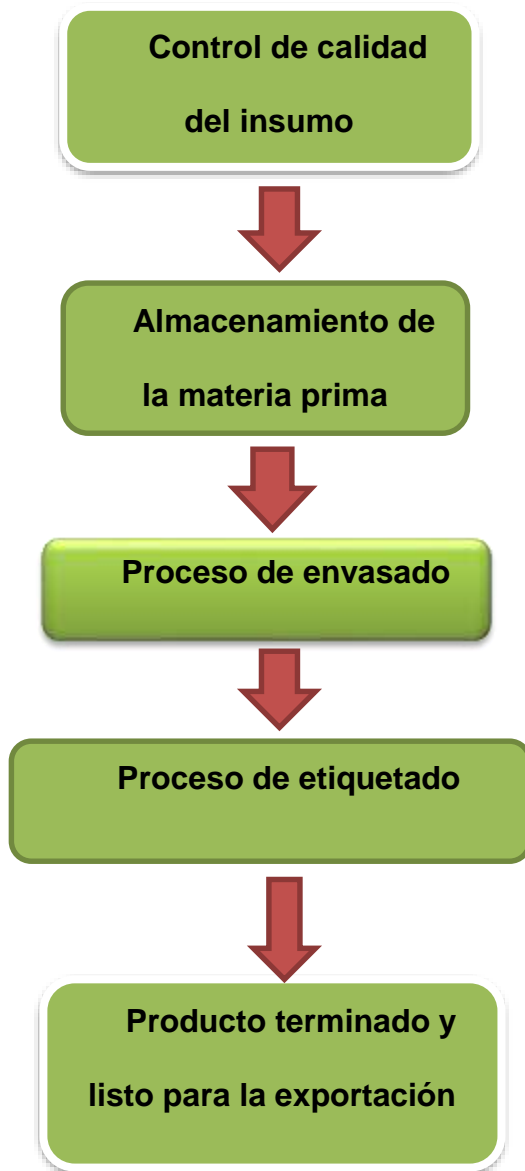 Control de calidad
del insumo
Almacenamiento de
la materia prima
Proceso de envasado
Proceso de etiquetado
Producto terminado y
listo para la exportación